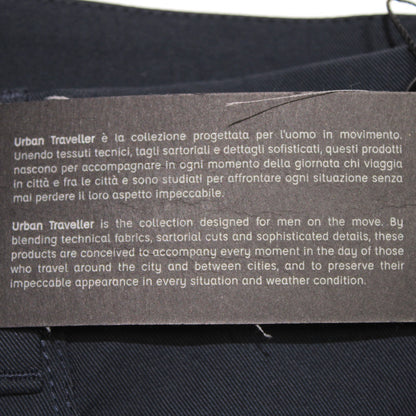 Urban Traveller è la collezione progettata per l'uomo in movimento.
Unendo tessuti tecnici, tagli sartoriali e dettagli sofisticati, questi prodotti
nascono per accompagnare in ogni momento della giornata chi viaggia
in città e fra le città e sono studiati per affrontare ogni situazione senza
mai perdere il loro aspetto impeccabile.
Urban Traveller is the collection designed for men on the move. By
blending technical fabrics, sartorial cuts and sophisticated details, these
products are conceived to accompany every moment in the day of those
who travel around the city and between cities, and to preserve their
impeccable appearance in every situation and weather condition.